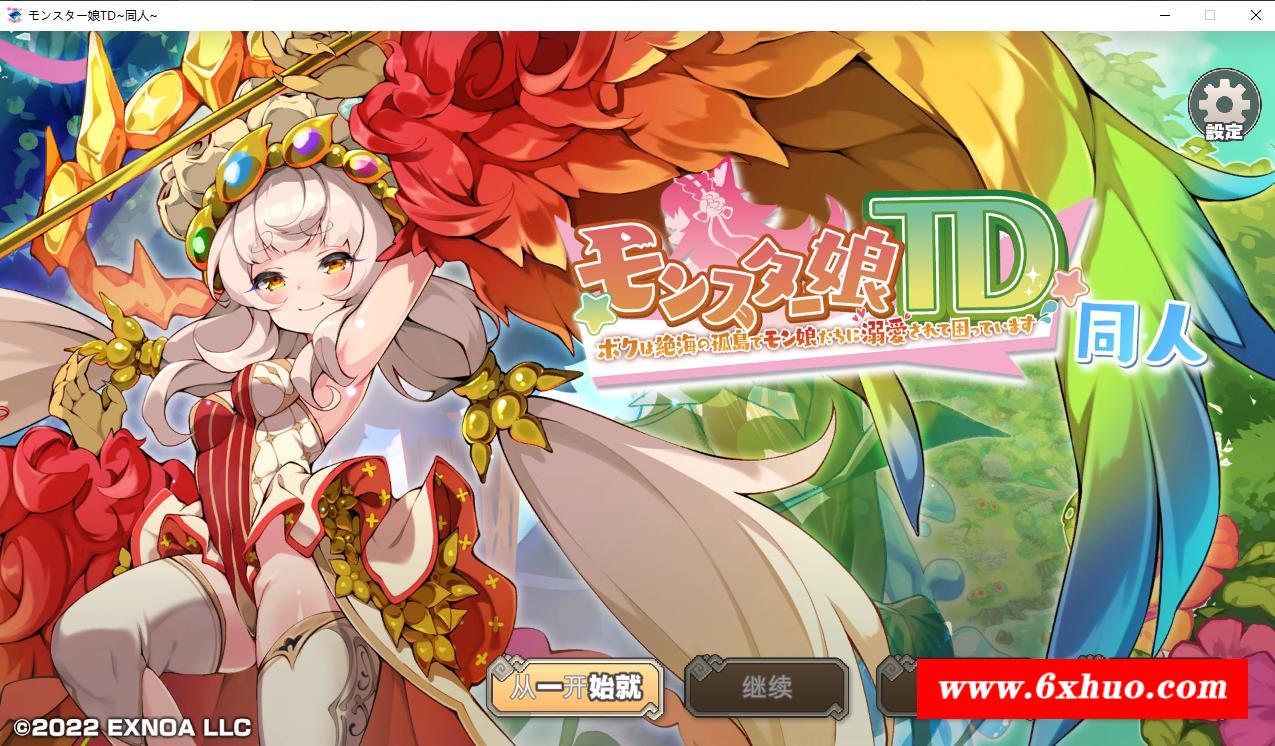 モンスター娘TD~同人~
設定
モンスター娘TD
ボクは絶海の孤島でモン娘たちに溺愛されて困っています
同人
从一开始就
继续
www.6xhuo.com
©2022 EXNOA LLC